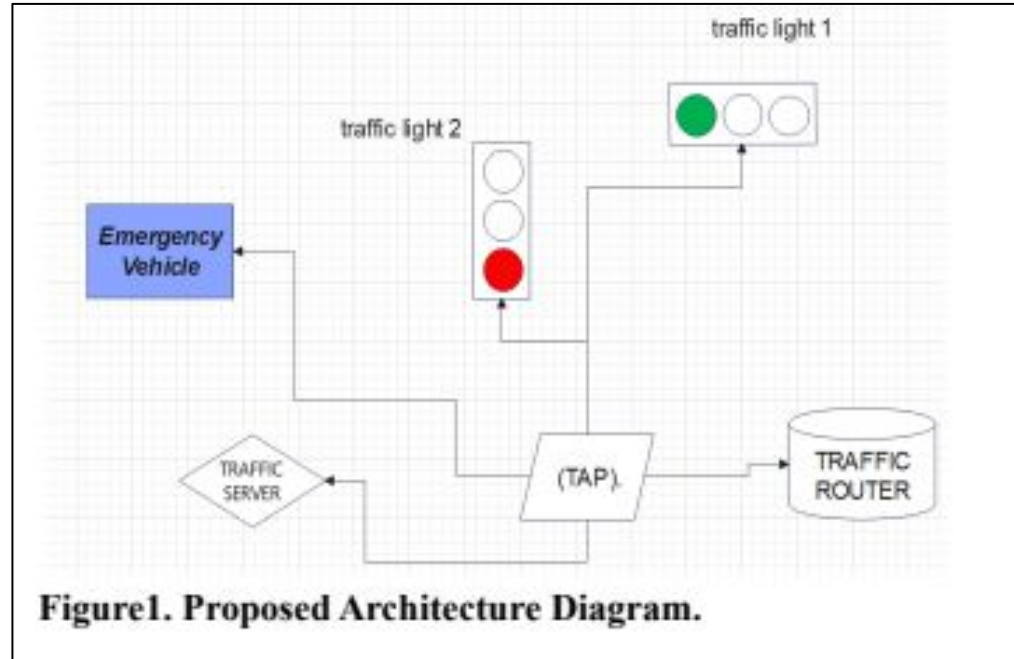 traffic light 1
traffic light 2
Emergency
Vehicle
TRAFFIC
SERVER
(TAP).
TRAFFIC
ROUTER
Figure1. Proposed Architecture Diagram.